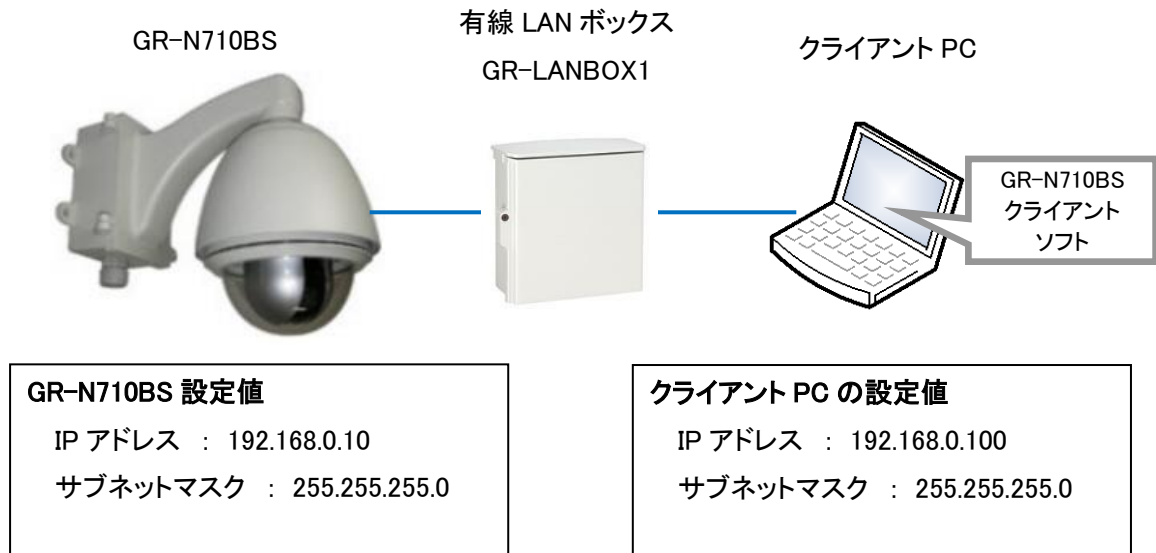 GR-N710BS
有線 LAN ボックス
GR-LANBOX1
クライアント PC
GR-N710BS
クライアント
ソフト
GR-N710BS 設定値
IP アドレス : 192.168.0.10
サブネットマスク : 255.255.255.0
クライアント PC の設定値
IP アドレス : 192.168.0.100
サブネットマスク : 255.255.255.0